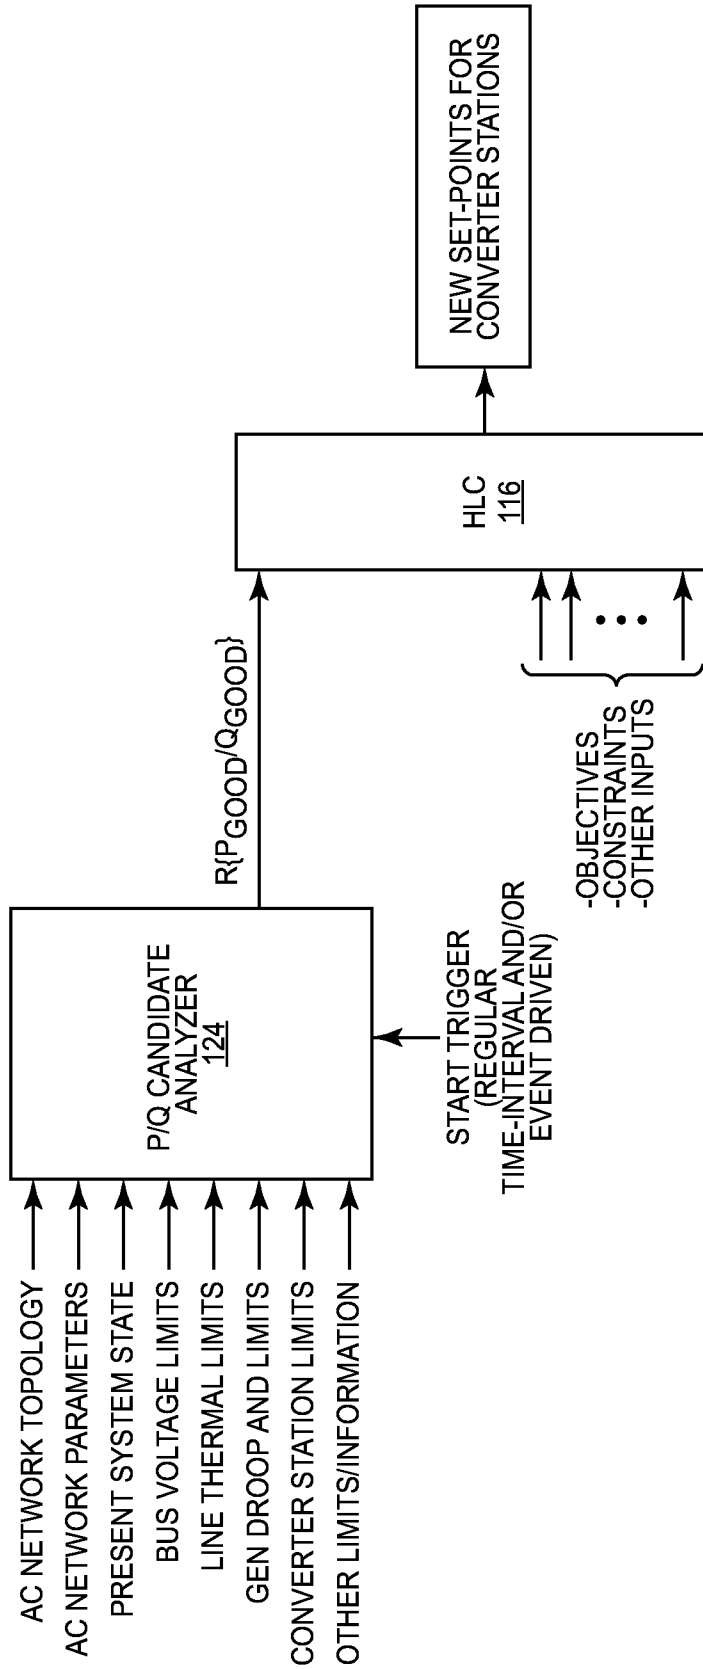 AC NETWORK TOPOLOGY
AC NETWORK PARAMETERS
PRESENT SYSTEM STATE
BUS VOLTAGE LIMITS
LINE THERMAL LIMITS
GEN DROOP AND LIMITS
CONVERTER STATION LIMITS
OTHER LIMITS/INFORMATION
P/Q CANDIDATE
ANALYZER
124
START TRIGGER
(REGULAR
TIME-INTERVAL AND/OR
EVENT DRIVEN)
R{PGOOD/QGOOD}
-OBJECTIVES
-CONSTRAINTS
-OTHER INPUTS
HLC
116
NEW SET-POINTS FOR
CONVERTER STATIONS